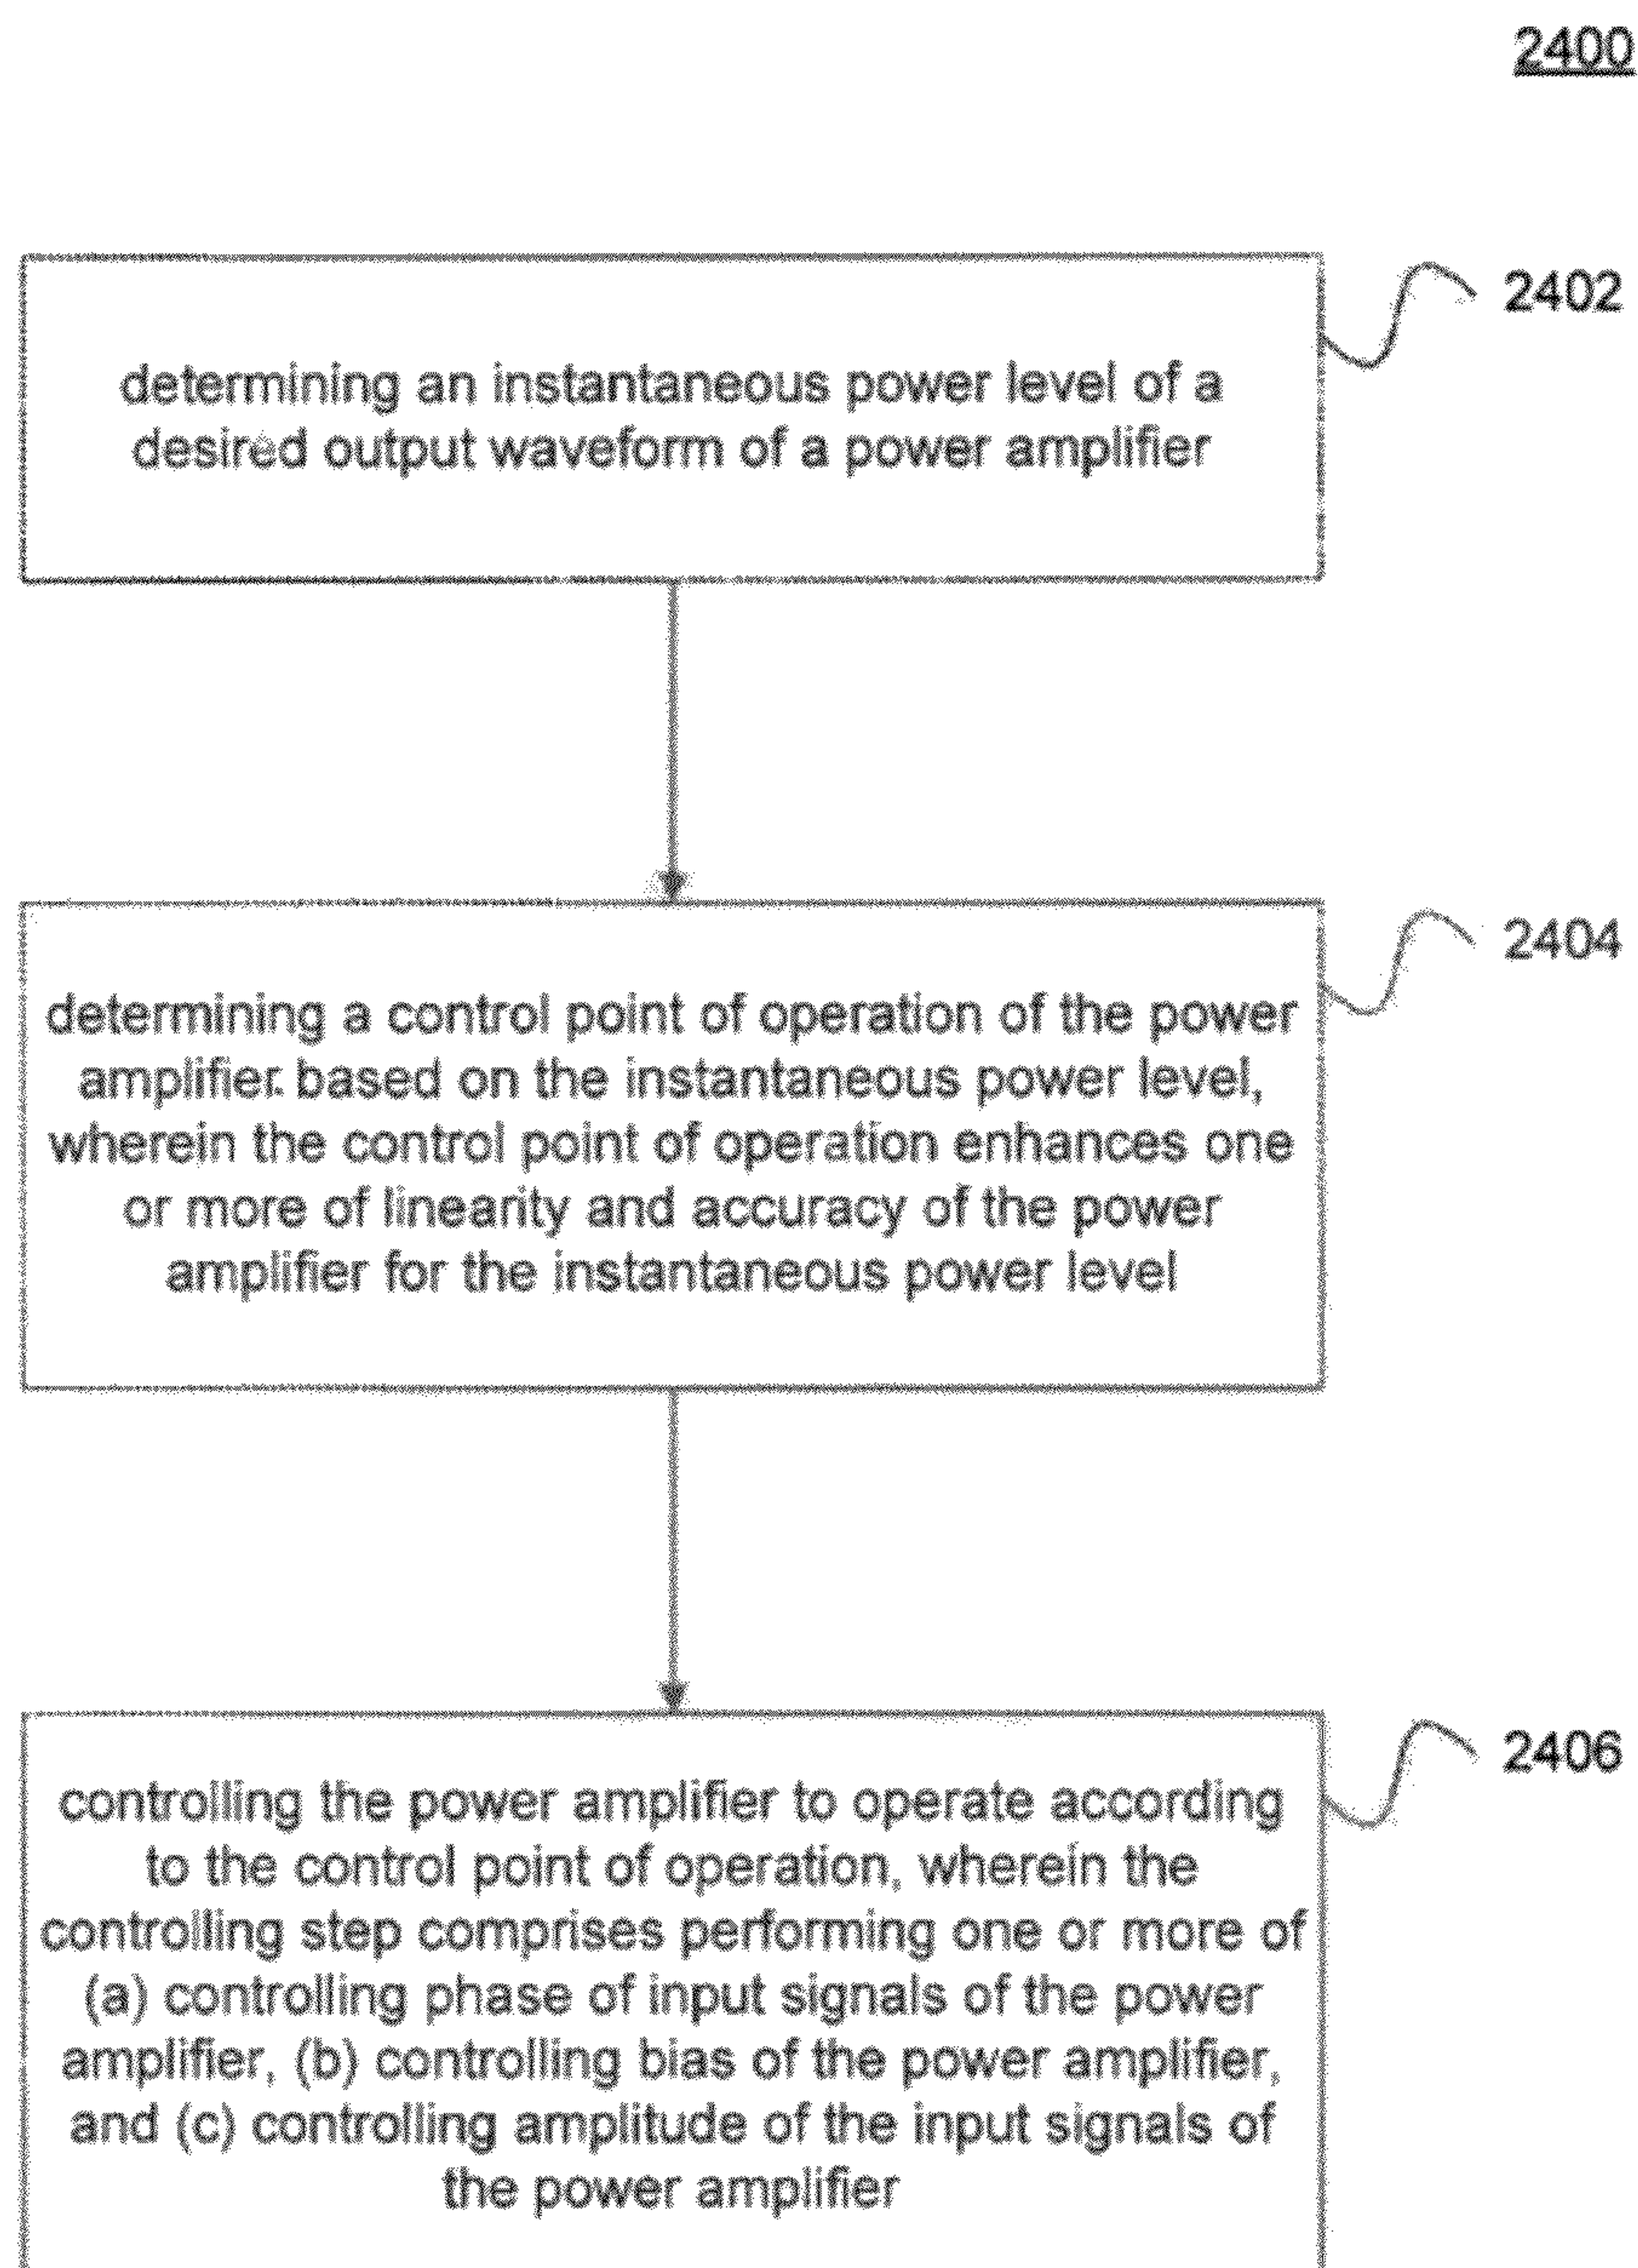 2400
determining an instantaneous power level of a
desired output waveform of a power amplifier
2402
determining a control point of operation of the power
amplifier based on the instantaneous power level,
wherein the control point of operation enhances one
or more of linearity and accuracy of the power
amplifier for the instantaneous power level
2404
controlling the power amplifier to operate according
to the control point of operation, wherein the
controlling step comprises performing one or more of
(a) controlling phase of input signals of the power
amplifier, (b) controlling bias of the power amplifier,
and (c) controlling amplitude of the input signals of
the power amplifier
2406